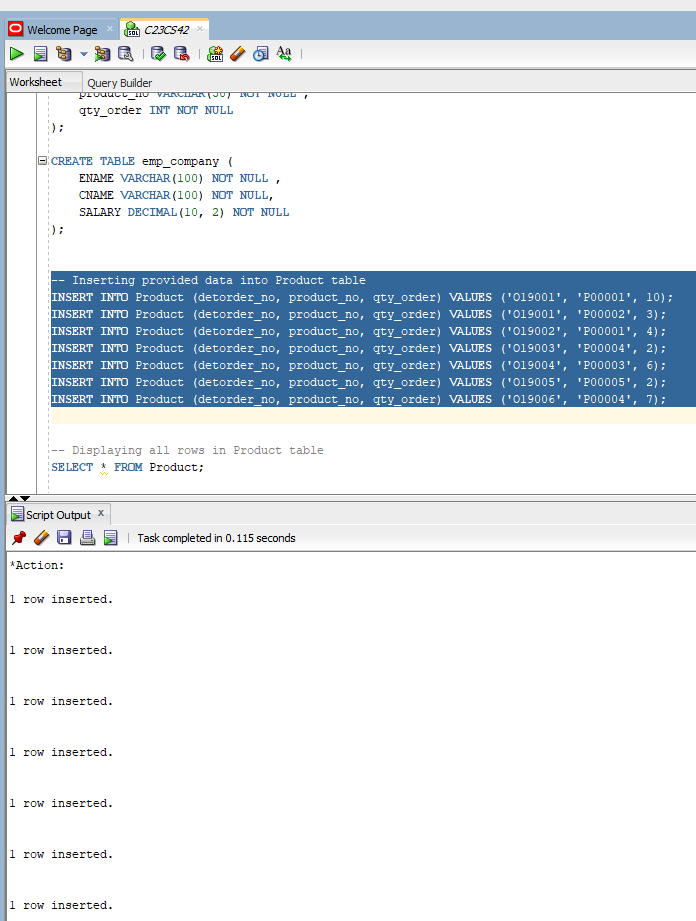 Welcome Page
C23CS42
Worksheet
Query Builder
product_no VARCHAR(50) NOT NULL ,
qty_order INT NOT NULL
);
CREATE TABLE emp_company (
ENAME VARCHAR(100) NOT NULL ,
CNAME VARCHAR(100) NOT NULL,
SALARY DECIMAL(10, 2) NOT NULL
);
-- Inserting provided data into Product table
INSERT INTO Product (detorder_no, product_no, qty_order) VALUES ('O19001', 'P00001', 10);
INSERT INTO Product (detorder_no, product_no, qty_order) VALUES ('O19001', 'P00002', 3);
INSERT INTO Product (detorder_no, product_no, qty_order) VALUES ('O19002', 'P00001', 4);
INSERT INTO Product (detorder_no, product_no, qty_order) VALUES ('O19003', 'P00004', 2);
INSERT INTO Product (detorder_no, product_no, qty_order) VALUES ('O19004', 'P00003', 6);
INSERT INTO Product (detorder_no, product_no, qty_order) VALUES ('O19005', 'P00005', 2);
INSERT INTO Product (detorder_no, product_no, qty_order) VALUES ('O19006', 'P00004', 7);
-- Displaying all rows in Product table
SELECT * FROM Product;
Script Output x
Task completed in 0.115 seconds
*Action:
1 row inserted.
1 row inserted.
1 row inserted.
1 row inserted.
1 row inserted.
1 row inserted.
1 row inserted.